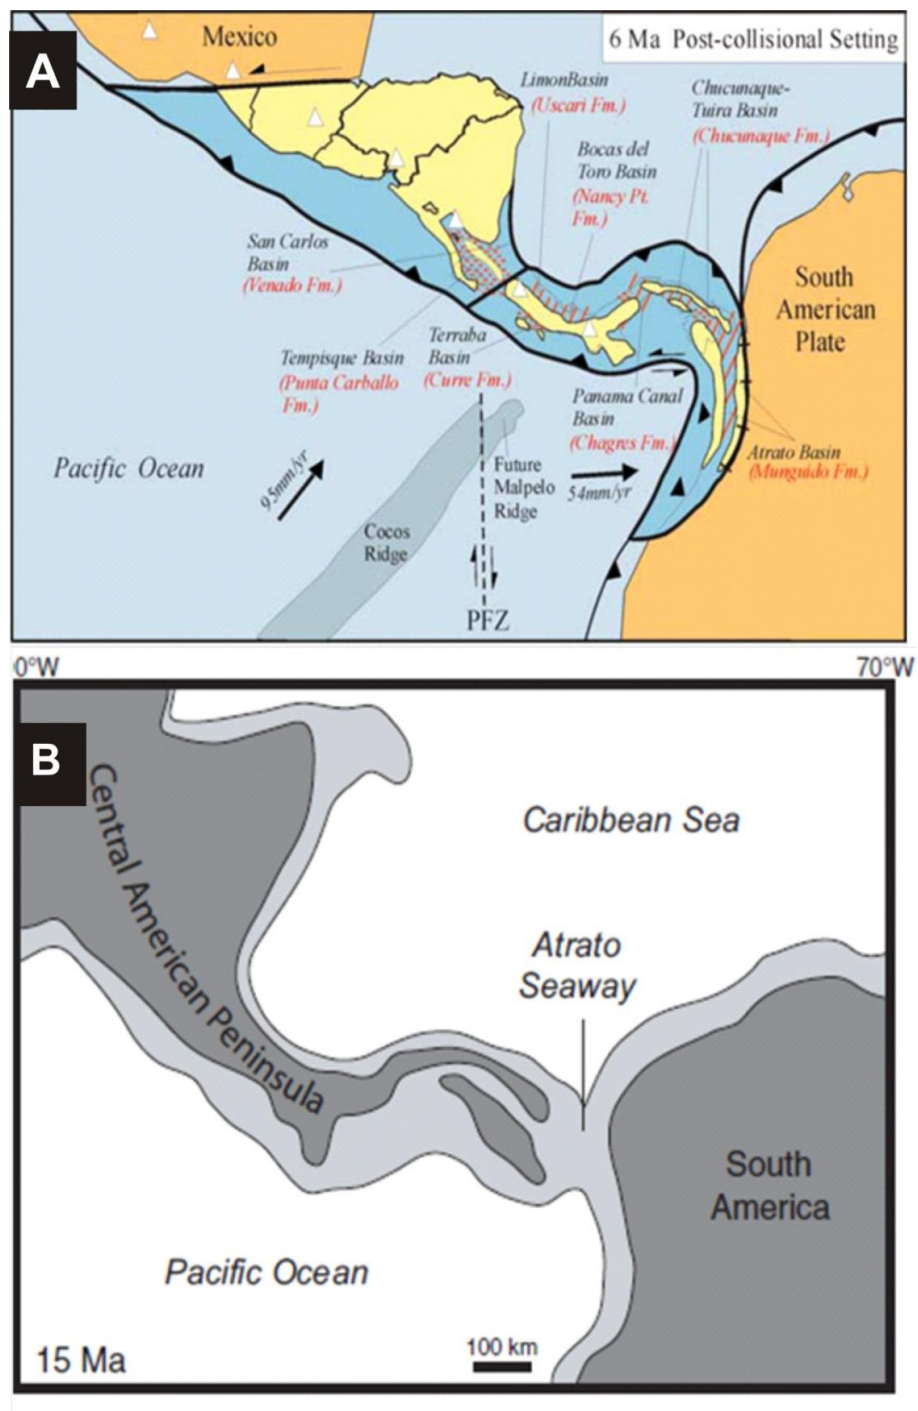 A
Mexico
6 Ma Post-collisional Setting
LimonBasin
(Uscari Fm.)
Chucunaque-
Tuira Basin
(Chucunaque Fm.)
Bocas del
Toro Basin
(Nancy Pt.
Fm.)
San Carlos
Basin
(Venado Fm.)
South
American
Plate
Tempisque Basin
(Punta Carballo
Fm.)
Terraba
Basin
(Curre Fm.)
Panama Canal
Basin
(Chagres Fm.)
Atrato Basin
(Munguido Fm.)
Pacific Ocean
95mm/yr
Future
Malpelo
Ridge
54mm/yr
Cocos
Ridge
PFZ
0°W
70°W
B
Central American Peninsula
Caribbean Sea
Atrato
Seaway
South
America
Pacific Ocean
15 Ma
100 km